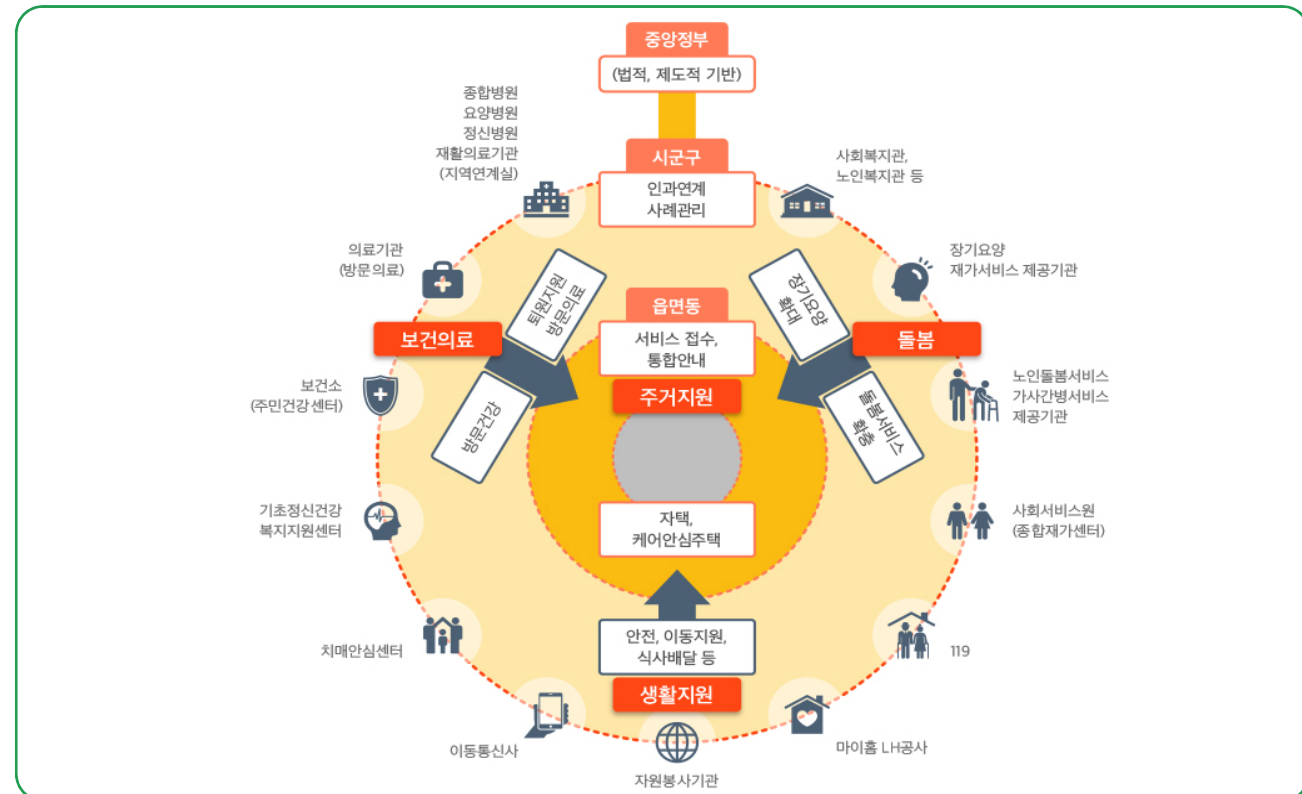 중앙정부
(법적, 제도적 기반)
종합병원
요양병원
정신병원
재활의료기관
(지역연계실)
시군구
인과연계
사례관리
사회복지관,
노인복지관 등
의료기관
(방문의료)
장기요양
재가서비스 제공기관
퇴원지원
방문의료
장기요양
확대
읍면동
서비스 접수,
통합안내
보건의료
돌봄
주거지원
보건소
(주민건강센터)
방문건강
돌봄서비스
확충
노인돌봄서비스
가사간병서비스
제공기관
기초정신건강
복지지원센터
자택,
케어안심주택
사회서비스원
(종합재가센터)
치매안심센터
안전, 이동지원,
식사배달 등
119
생활지원
이동통신사
마이홈 LH공사
자원봉사기관